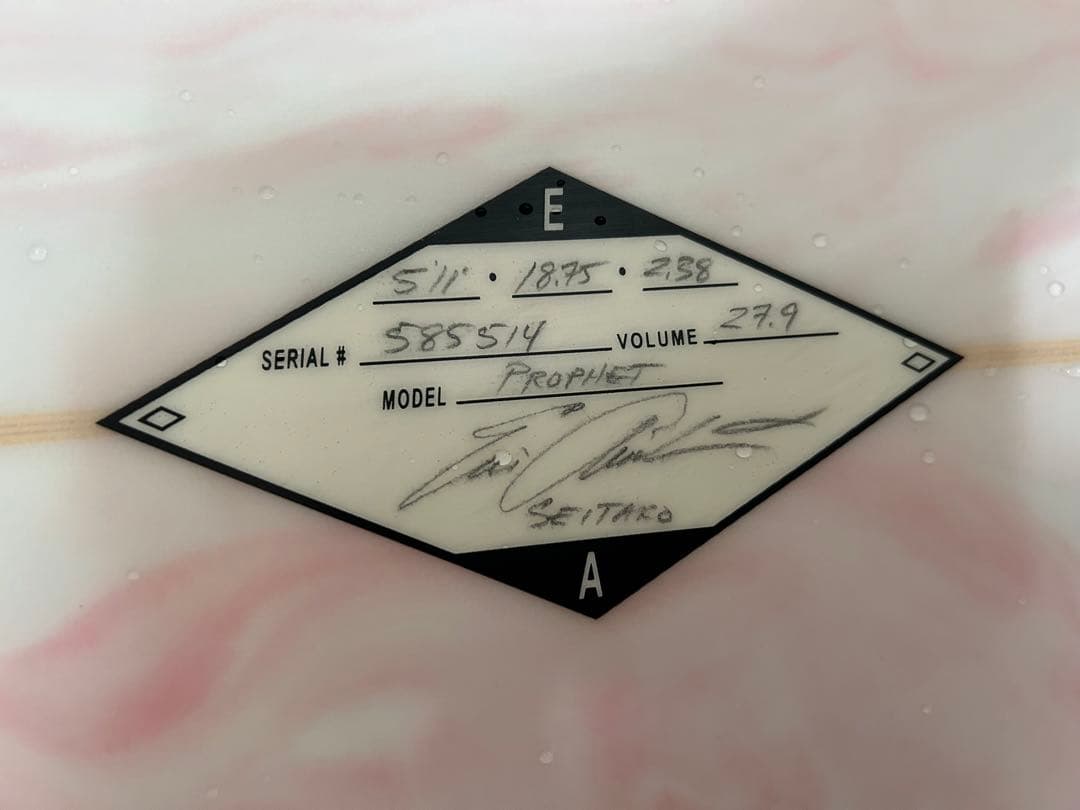 E
5'11" • 18.75 • 2.38
SERIAL # 585514 VOLUME 27.9
MODEL PROPHET
SEITARO
A